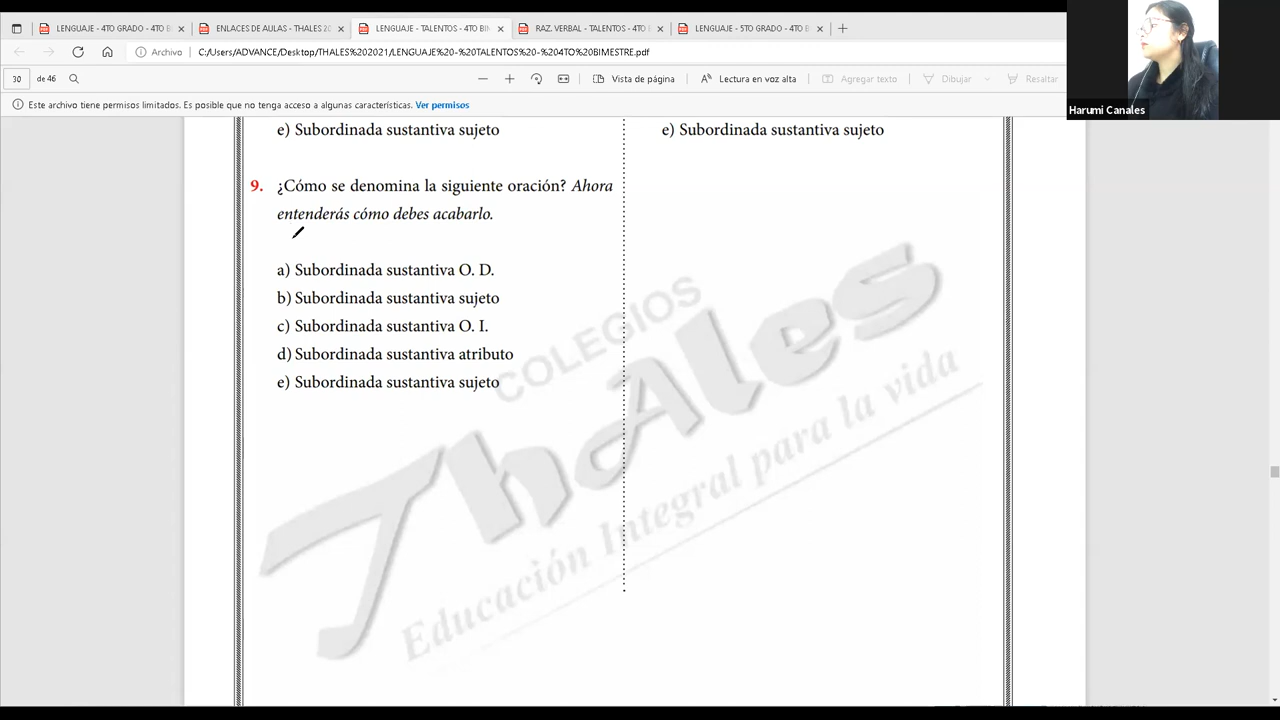 LENGUAJE - 4TO GRADO - 4TO B
ENLACES DE AULAS - THALES 20
LENGUAJE - TALENTOS - 4TO BI
RAZ. VERBAL - TALENTOS - 4TO
LENGUAJE - 5TO GRADO - 4TO B
Archivo
C:/Users/ADVANCE/Desktop/THALES%202021/LENGUAJE%20-%20TALENTOS%20-%204TO%20BIMESTRE.pdf
30 de 46
Vista de página
Lectura en voz alta
Agregar texto
Dibujar
Resaltar
Este archivo tiene permisos limitados. Es posible que no tenga acceso a algunas características. Ver permisos
Harumi Canales
e) Subordinada sustantiva sujeto
9. ¿Cómo se denomina la siguiente oración? Ahora
entenderás cómo debes acabarlo.
a) Subordinada sustantiva O. D.
b) Subordinada sustantiva sujeto
c) Subordinada sustantiva O. I.
d) Subordinada sustantiva atributo
e) Subordinada sustantiva sujeto
e) Subordinada sustantiva sujeto
COLEGIOS
Thales
Educación Integral para la vida